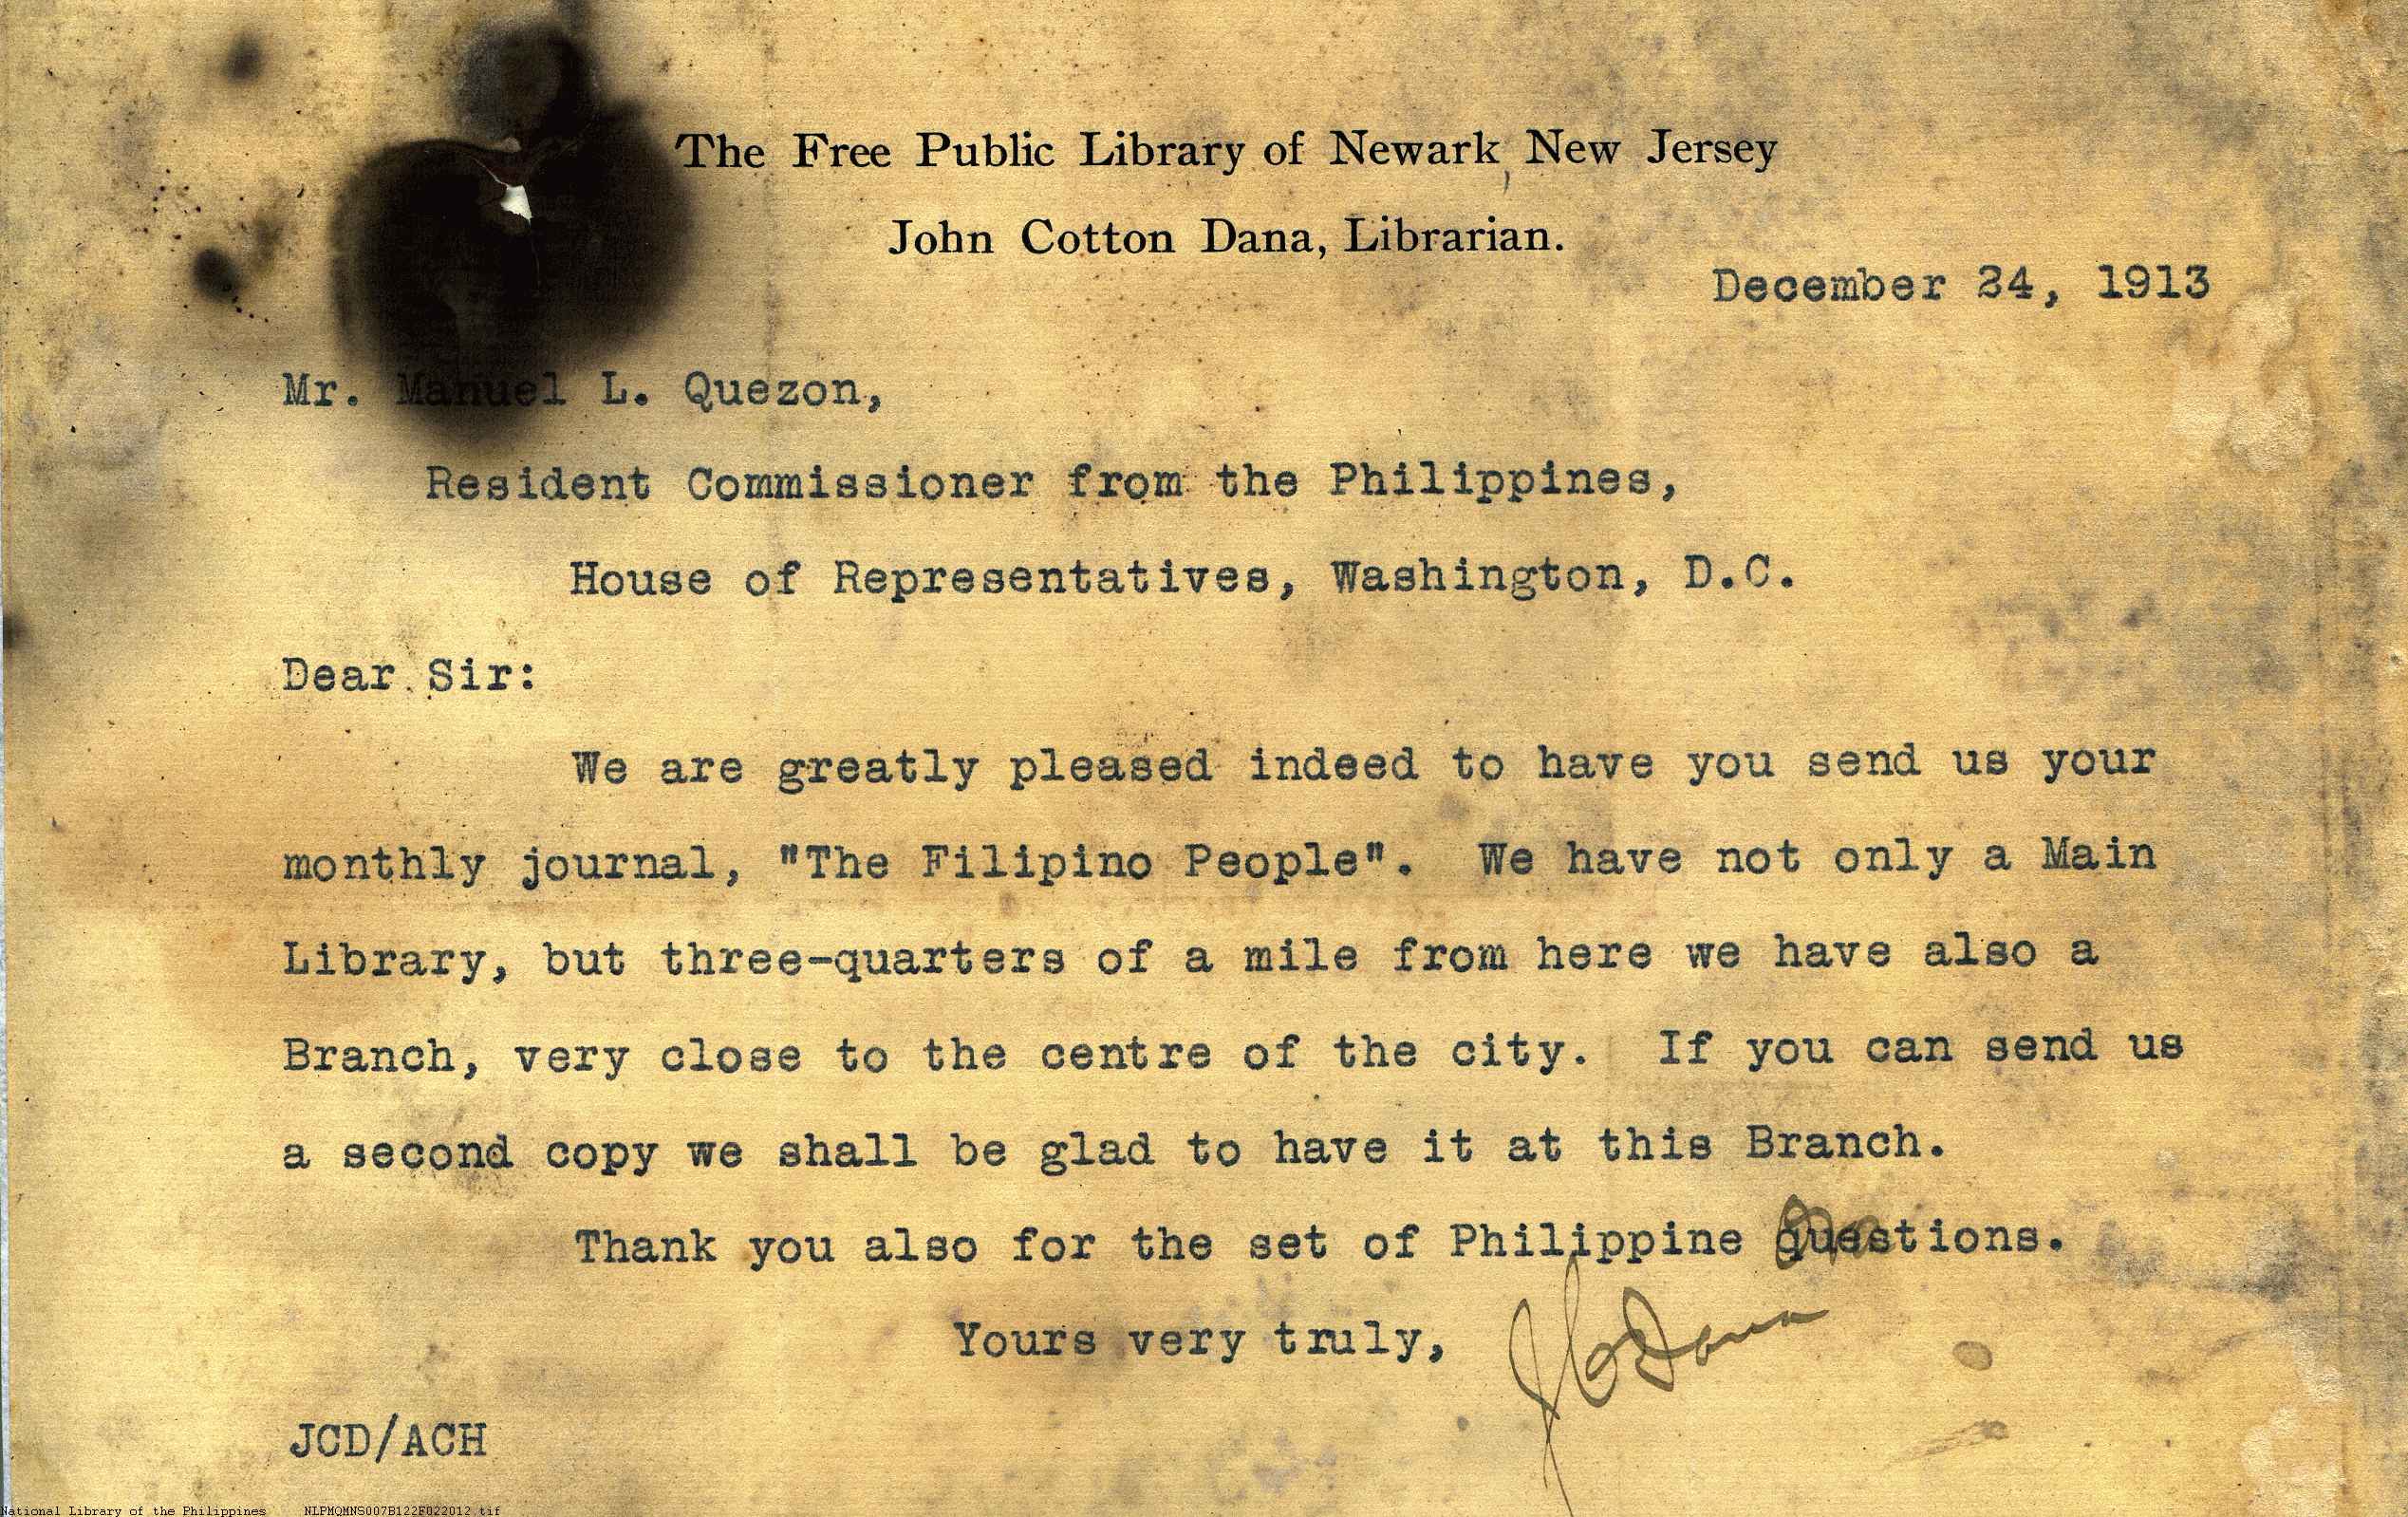 The Free Public Library of Newark, New Jersey
John Cotton Dana, Librarian.
December 24, 1913
Mr. Manuel L. Quezon,
Resident Commissioner from the Philippines,
House of Representatives, Washington, D.C.
Dear Sir:
We are greatly pleased indeed to have you send us your
monthly journal, "The Filipino People". We have not only a Main
Library, but three-quarters of a mile from here we have also a
Branch, very close to the centre of the city. If you can send us
a second copy we shall be glad to have it at this Branch.
Thank you also for the set of Philippine questions.
Yours very truly,
J C Dana
JCD/ACH
National Library of the Philippines NLPMQMNS007B122F022012.tif